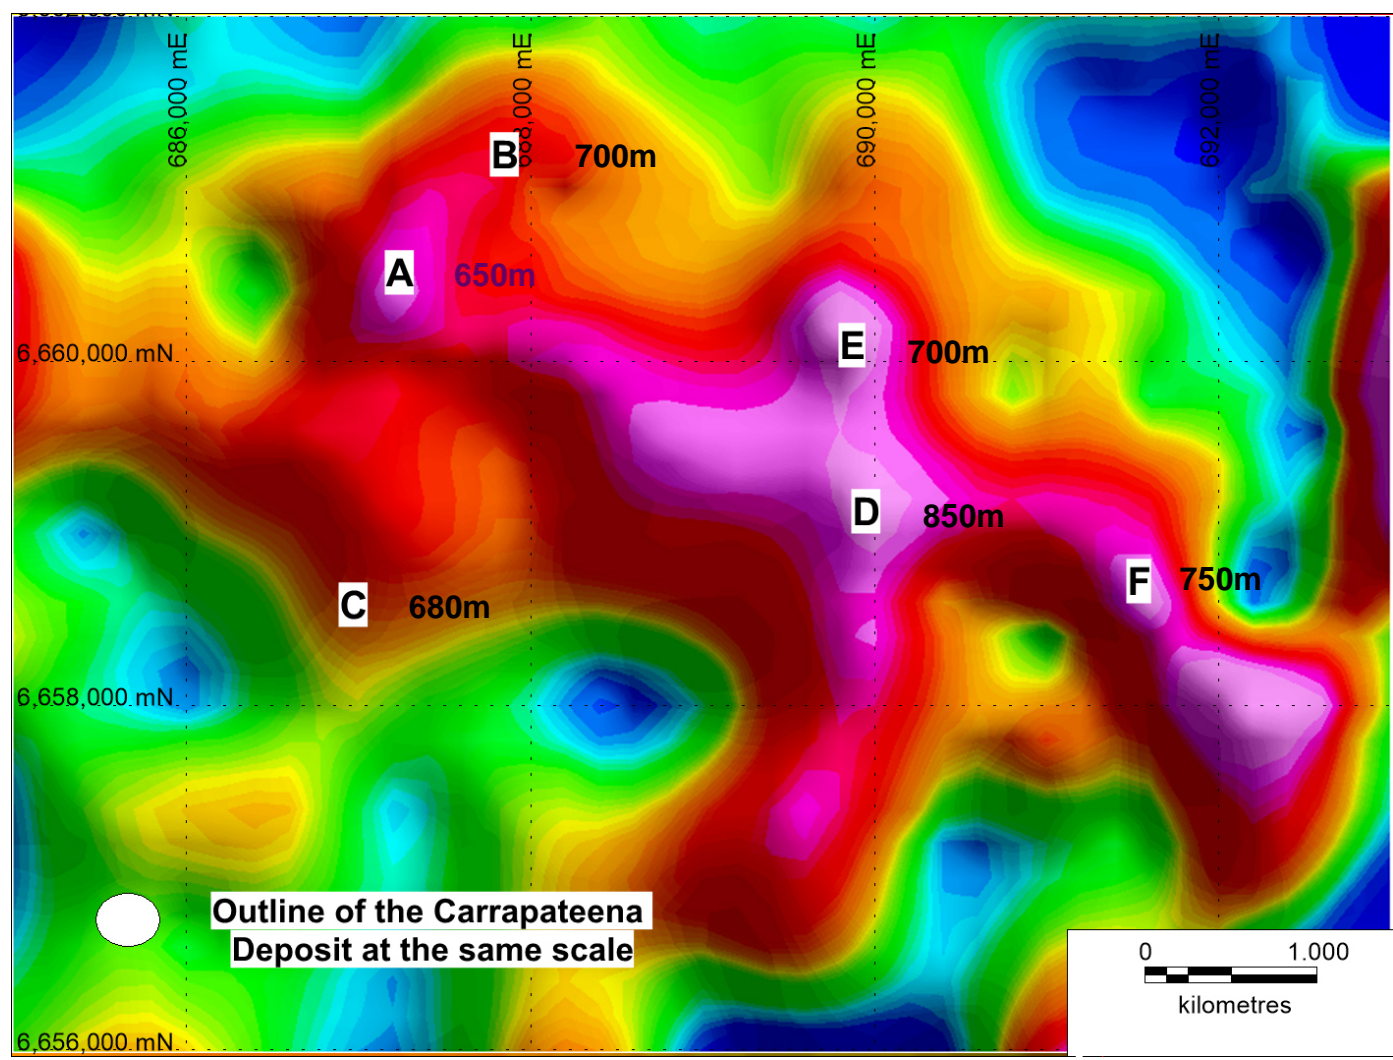 686,000 mE
688,000 mE
690,000 mE
692,000 mE
B
700m
A
650m
E
6,660,000 mN
700m
D
850m
F
750m
C
680m
6,658,000 mN
Outline of the Carrapateena
Deposit at the same scale
0
1.000
kilometres
6,656,000 mN